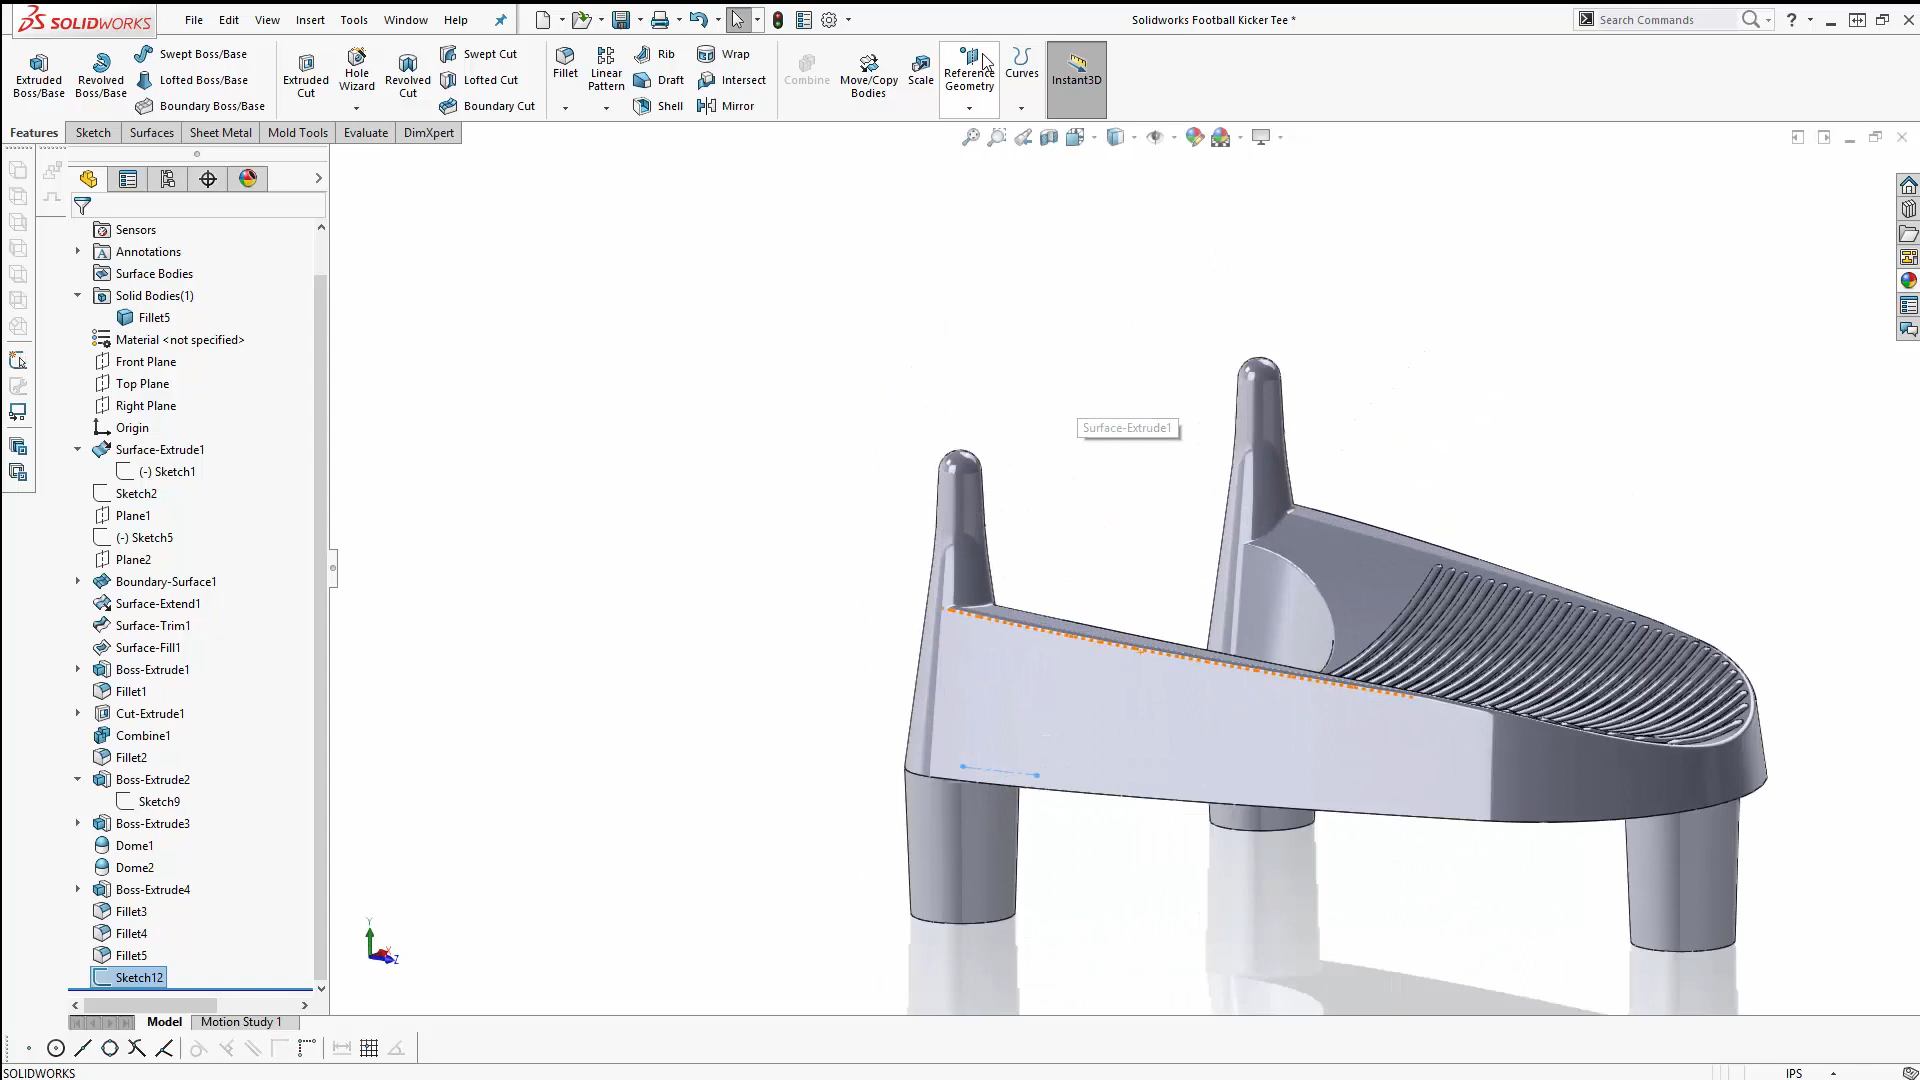 SOLIDWORKS
File Edit View Insert Tools Window Help
Solidworks Football Kicker Tee *
Search Commands
Extruded Boss/Base
Revolved Boss/Base
Swept Boss/Base
Lofted Boss/Base
Boundary Boss/Base
Extruded Cut
Hole Wizard
Revolved Cut
Swept Cut
Lofted Cut
Boundary Cut
Fillet
Linear Pattern
Rib
Draft
Shell
Wrap
Intersect
Mirror
Combine
Move/Copy Bodies
Scale
Reference Geometry
Curves
Instant3D
Features Sketch Surfaces Sheet Metal Mold Tools Evaluate DimXpert
Sensors
Annotations
Surface Bodies
Solid Bodies(1)
Fillet5
Material <not specified>
Front Plane
Top Plane
Right Plane
Origin
Surface-Extrude1
(-) Sketch1
Sketch2
Plane1
(-) Sketch5
Plane2
Boundary-Surface1
Surface-Extend1
Surface-Trim1
Surface-Fill1
Boss-Extrude1
Fillet1
Cut-Extrude1
Combine1
Fillet2
Boss-Extrude2
Sketch9
Boss-Extrude3
Dome1
Dome2
Boss-Extrude4
Fillet3
Fillet4
Fillet5
Sketch12
Surface-Extrude1
Y
X
Z
Model Motion Study 1
SOLIDWORKS
IPS